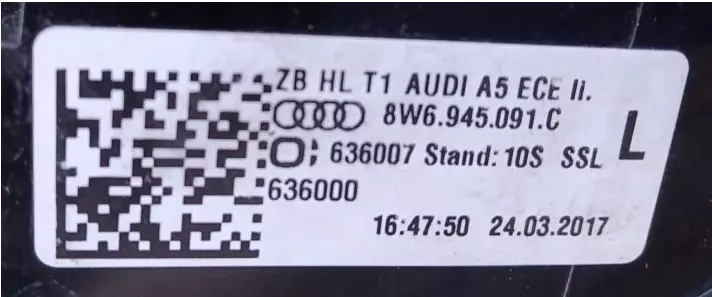 ZB HL T1 AUDI A5 ECE li.
8W6.945.091.C
636007 Stand: 10S SSL L
636000
16:47:50 24.03.2017